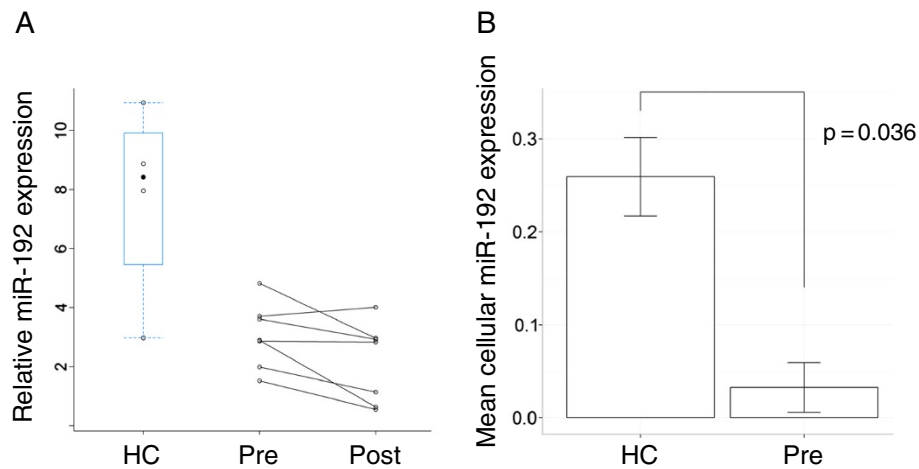 A
Relative miR-192 expression
10
8
6
4
2
HC
Pre
Post
B
Mean cellular miR-192 expression
0.3
0.2
0.1
0.0
p = 0.036
HC
Pre